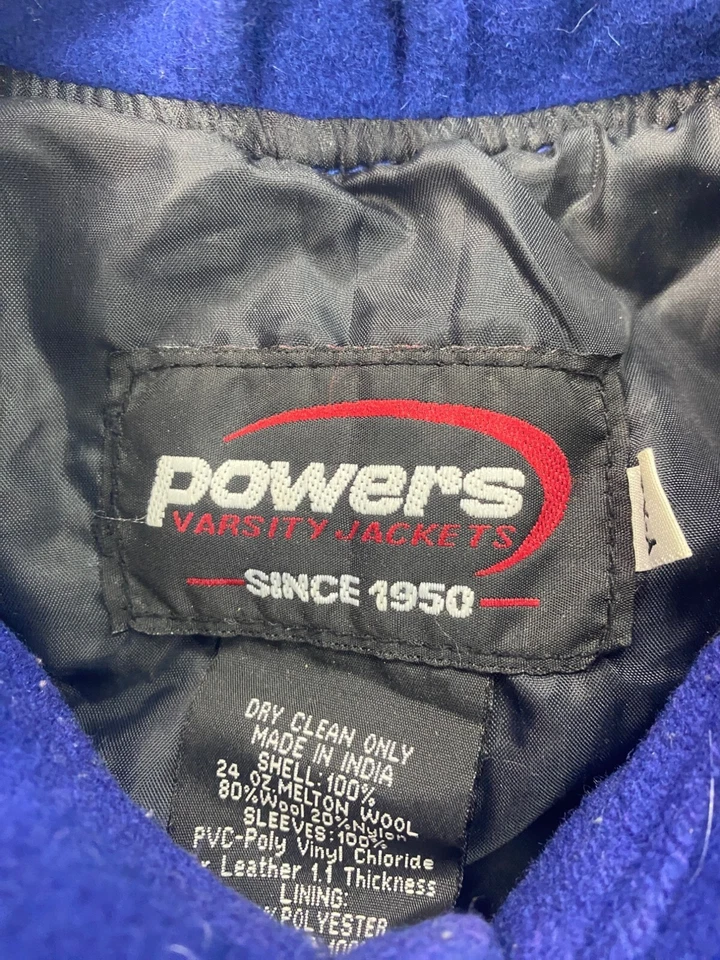 powers
VARSITY JACKETS
SINCE 1950
DRY CLEAN ONLY
MADE IN INDIA
SHELL:100%
24 OZ.MELTON WOOL
80%Wool 20%Nylon
SLEEVES:100%
PVC-Poly Vinyl Chloride
Leather 1.1 Thickness
LINING:
%POLYESTER